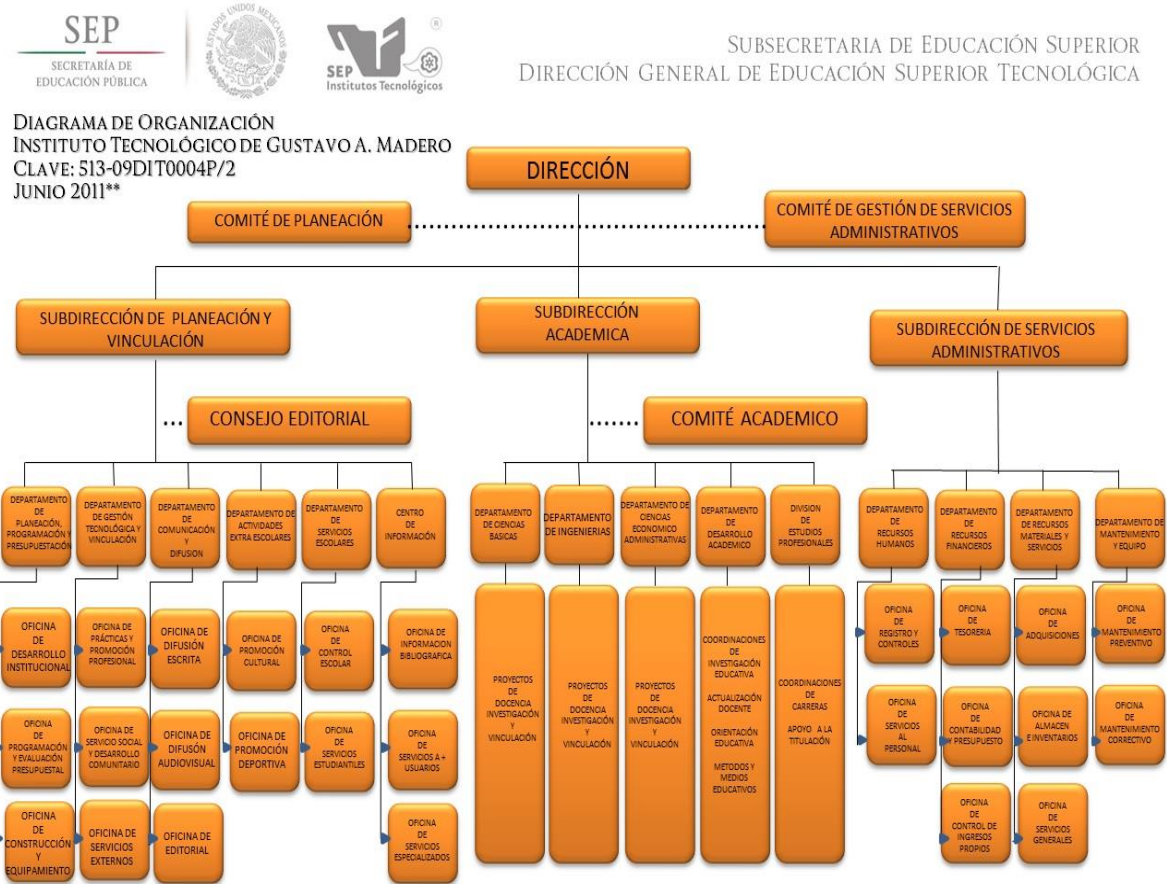 SEP
SECRETARÍA DE
EDUCACIÓN PÚBLICA
ESTADOS UNIDOS MEXICANOS
®
SEP
Institutos Tecnológicos
SUBSECRETARIA DE EDUCACIÓN SUPERIOR
DIRECCIÓN GENERAL DE EDUCACIÓN SUPERIOR TECNOLÓGICA
DIAGRAMA DE ORGANIZACIÓN
INSTITUTO TECNOLÓGICO DE GUSTAVO A. MADERO
CLAVE: 513-09DIT0004P/2
JUNIO 2011**
DIRECCIÓN
COMITÉ DE PLANEACIÓN
COMITÉ DE GESTIÓN DE SERVICIOS
ADMINISTRATIVOS
SUBDIRECCIÓN DE PLANEACIÓN Y
VINCULACIÓN
SUBDIRECCIÓN
ACADEMICA
SUBDIRECCIÓN DE SERVICIOS
ADMINISTRATIVOS
CONSEJO EDITORIAL
COMITÉ ACADEMICO
DEPARTAMENTO
DE
PLANEACIÓN,
PROGRAMACIÓN Y
PRESUPUESTACIÓN
DEPARTAMENTO
DE GESTIÓN
TECNOLÓGICA Y
VINCULACIÓN
DEPARTAMENTO
DE
COMUNICACIÓN
Y
DIFUSION
DEPARTAMENTO DE
ACTIVIDADES
EXTRA ESCOLARES
DEPARTAMENTO
DE
SERVICIOS
ESCOLARES
CENTRO
DE
INFORMACIÓN
DEPARTAMENTO
DE CIENCIAS
BASICAS
DEPARTAMENTO
DE INGENIERIAS
DEPARTAMENTO DE
CIENCIAS
ECONOMICO
ADMINISTRATIVAS
DEPARTAMENTO
DE
DESARROLLO
ACADEMICO
DIVISION
DE
ESTUDIOS
PROFESIONALES
DEPARTAMENTO
DE
RECURSOS
HUMANOS
DEPARTAMENTO
DE
RECURSOS
FINANCIEROS
DEPARTAMENTO
DE RECURSOS
MATERIALES Y
SERVICIOS
DEPARTAMENTO DE
MANTENIMIENTO
Y EQUIPO
OFICINA
DE
DESARROLLO
INSTITUCIONAL
OFICINA DE
PRÁCTICAS Y
PROMOCIÓN
PROFESIONAL
OFICINA DE
DIFUSIÓN
ESCRITA
OFICINA DE
PROMOCIÓN
CULTURAL
OFICINA
DE
CONTROL
ESCOLAR
OFICINA DE
INFORMACION
BIBLIOGRAFICA
PROYECTOS
DE
DOCENCIA
INVESTIGACIÓN
Y
VINCULACIÓN
PROYECTOS
DE
DOCENCIA
INVESTIGACIÓN
Y
VINCULACIÓN
PROYECTOS
DE
DOCENCIA
INVESTIGACIÓN
Y
VINCULACIÓN
COORDINACIONES
DE
INVESTIGACIÓN
EDUCATIVA
ACTUALIZACIÓN
DOCENTE
ORIENTACIÓN
EDUCATIVA
METODOS Y
MEDIOS
EDUCATIVOS
COORDINACIONES
DE
CARRERAS
APOYO A LA
TITULACIÓN
OFICINA
DE
REGISTRO Y
CONTROLES
OFICINA
DE
TESORERIA
OFICINA
DE
ADQUISICIONES
OFICINA
DE
MANTENIMIENTO
PREVENTIVO
OFICINA
DE
PROGRAMACIÓN
Y EVALUACIÓN
PRESUPUESTAL
OFICINA DE
SERVICIO SOCIAL
Y DESARROLLO
COMUNITARIO
OFICINA DE
DIFUSÓN
AUDIOVISUAL
OFICINA DE
PROMOCIÓN
DEPORTIVA
OFICINA
DE
SERVICIOS
ESTUDIANTILES
OFICINA
DE
SERVICIOS A +
USUARIOS
OFICINA
DE
SERVICIOS
AL
PERSONAL
OFICINA
DE
CONTABILIDAD
Y PRESUPUESTO
OFICINA DE
ALMACEN
E INVENTARIOS
OFICINA
DE
MANTENIMIENTO
CORRECTIVO
OFICINA
DE
CONSTRUCCIÓN
Y
EQUIPAMIENTO
OFICINA DE
SERVICIOS
EXTERNOS
OFICINA DE
EDITORIAL
OFICINA
DE
SERVICIOS
ESPECIALIZADOS
OFICINA
DE
CONTROL DE
INGRESOS
PROPIOS
OFICINA
DE
SERVICIOS
GENERALES